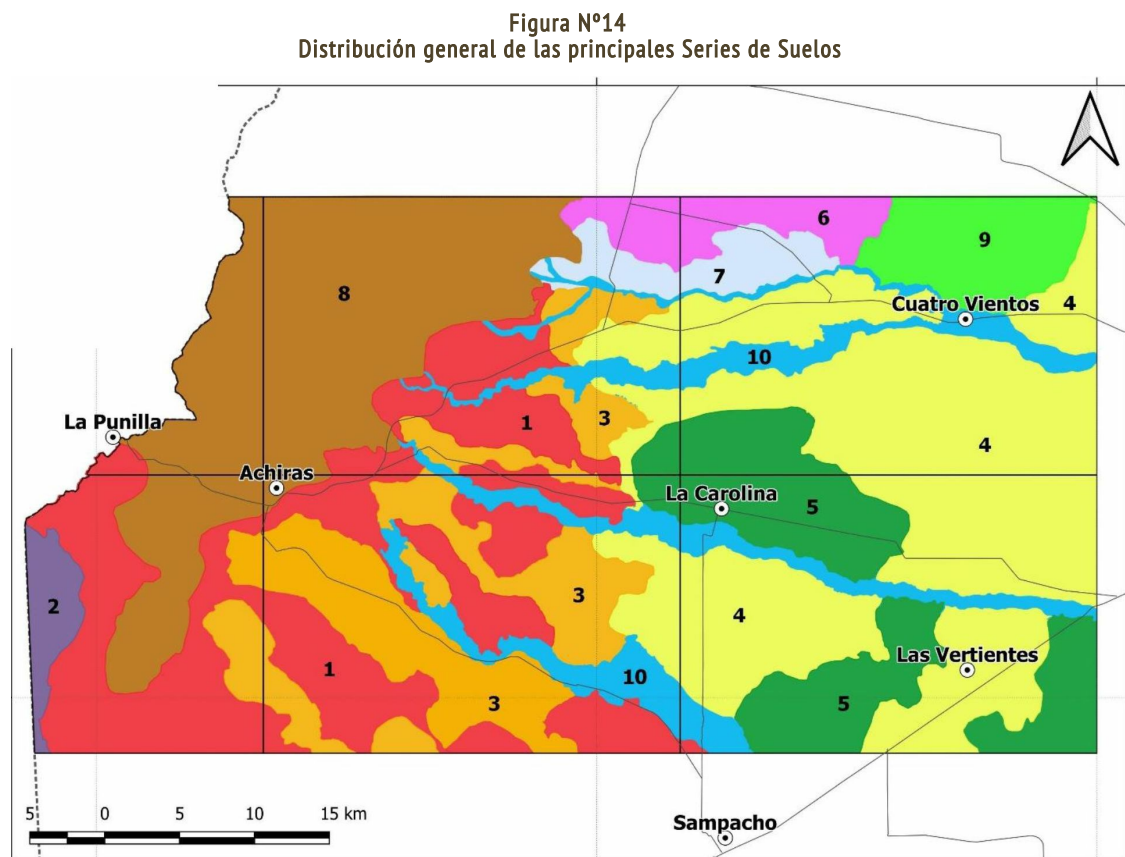 Figura Nº14
Distribución general de las principales Series de Suelos
6
9
7
8
4
Cuatro Vientos
10
1
3
La Punilla
4
Achiras
La Carolina
5
2
3
4
Las Vertientes
1
10
3
5
5 0 5 10 15 km
Sampacho